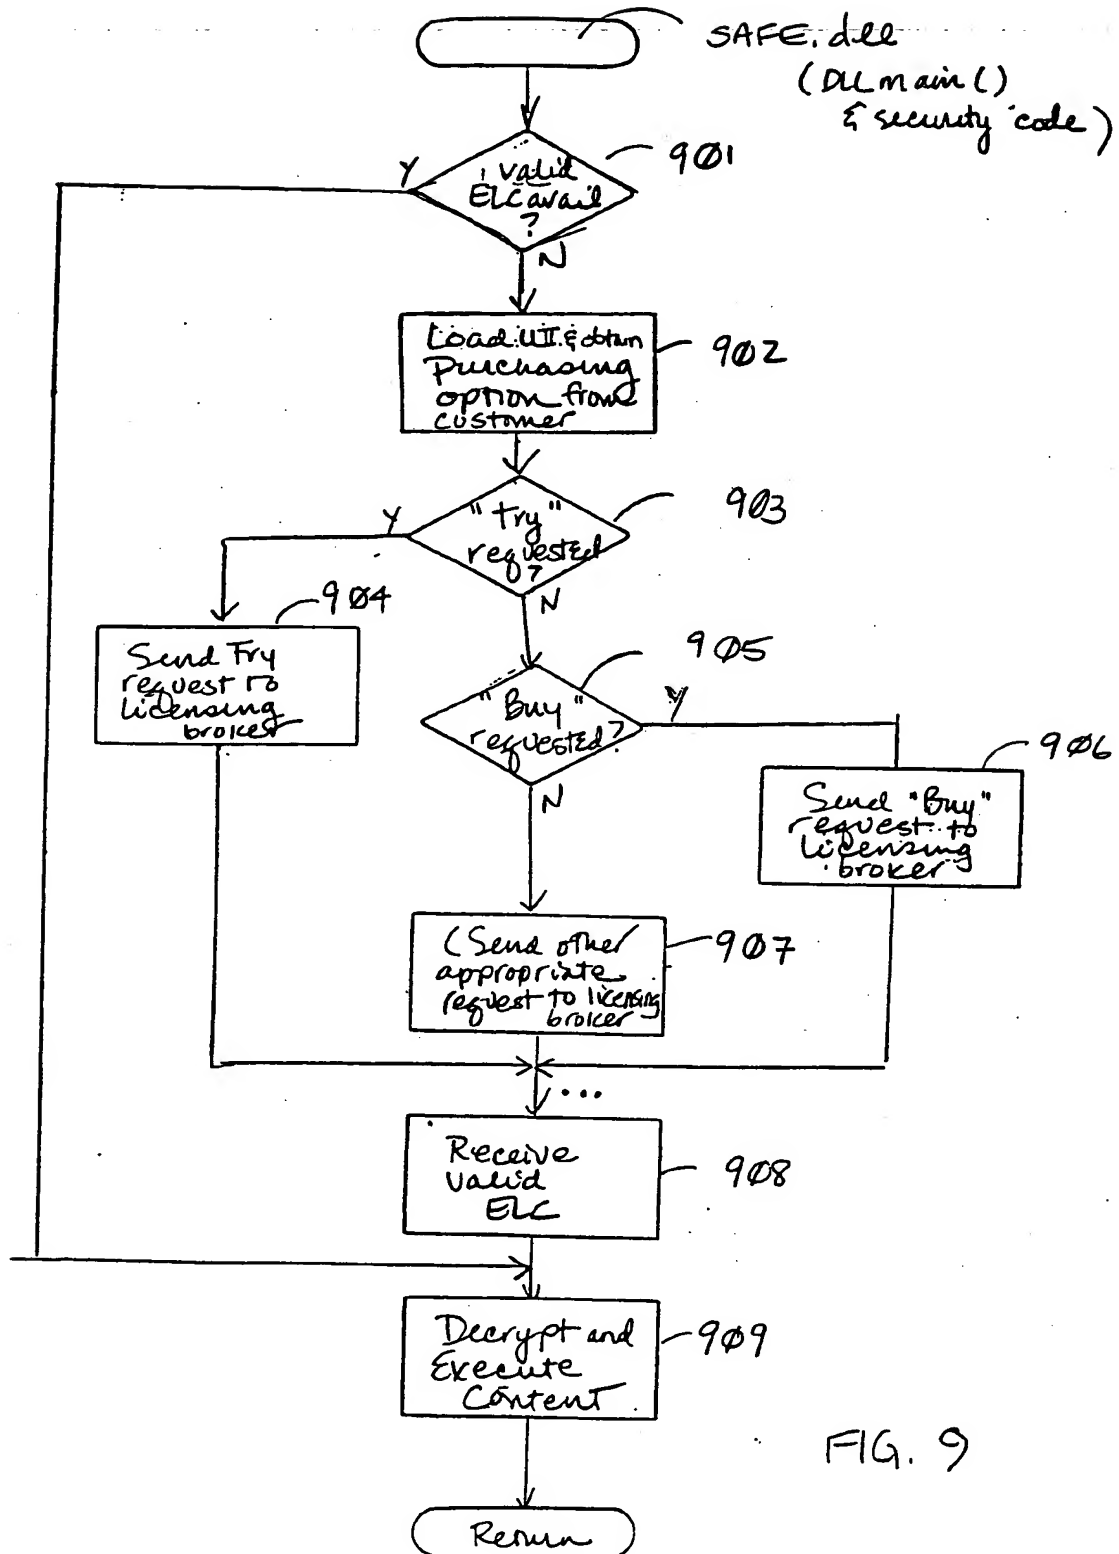 SAFE.dll
(DLLmain()
& security code)
901
Y
valid
ELC avail
?
N
Load UI & obtain
Purchasing
option from
customer
902
903
"Try"
requested
?
Y
N
904
Send Try
request to
licensing
broker
905
"Buy"
requested?
Y
N
906
Send "Buy"
request to
licensing
broker
(Send other
appropriate
request to licensing
broker
907
...
Receive
valid
ELC
908
Decrypt and
Execute
Content
909
FIG. 9
Return